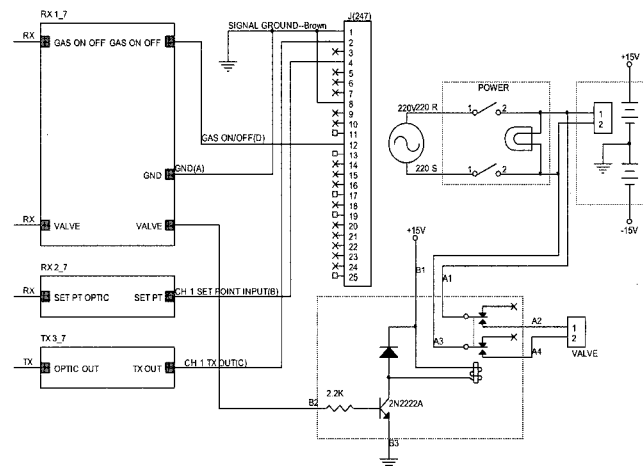 RX 1_7
RX
GAS ON OFF GAS ON OFF
GND
RX
VALVE VALVE
RX 2_7
RX
SET PT OPTIC SET PT
TX 3_7
TX
OPTIC OUT TX OUT
SIGNAL GROUND--Brown
GAS ON/OFF(D)
GND(A)
CH 1 SET POINT INPUT(B)
CH 1 TX OUT(C)
J(247)
1
2
3
4
5
6
7
8
9
10
11
12
13
14
15
16
17
18
19
20
21
22
23
24
25
POWER
220V 220 R
1 2
220 S
1 2
1
2
+15V
-15V
+15V
B1
A1
A2
A3
A4
1
2
VALVE
2.2K
B2
2N2222A
B3